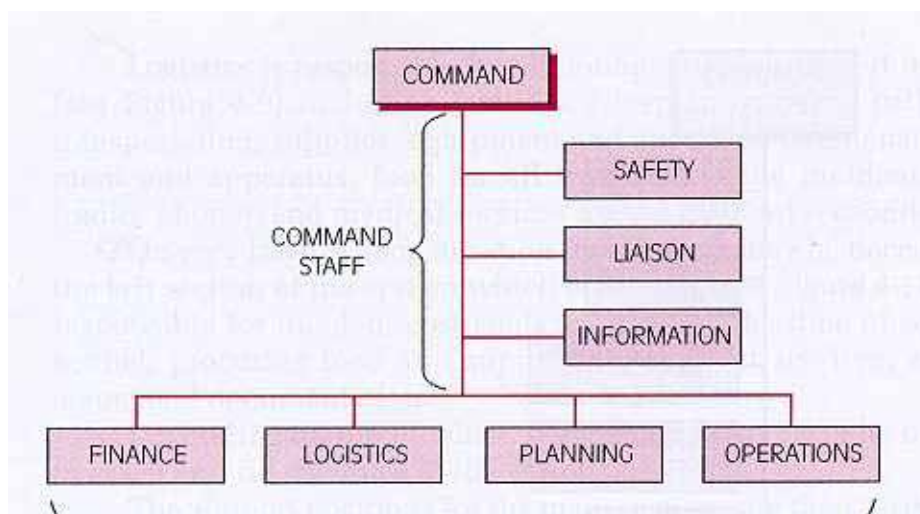 COMMAND
SAFETY
COMMAND
STAFF
LIAISON
INFORMATION
FINANCE
LOGISTICS
PLANNING
OPERATIONS